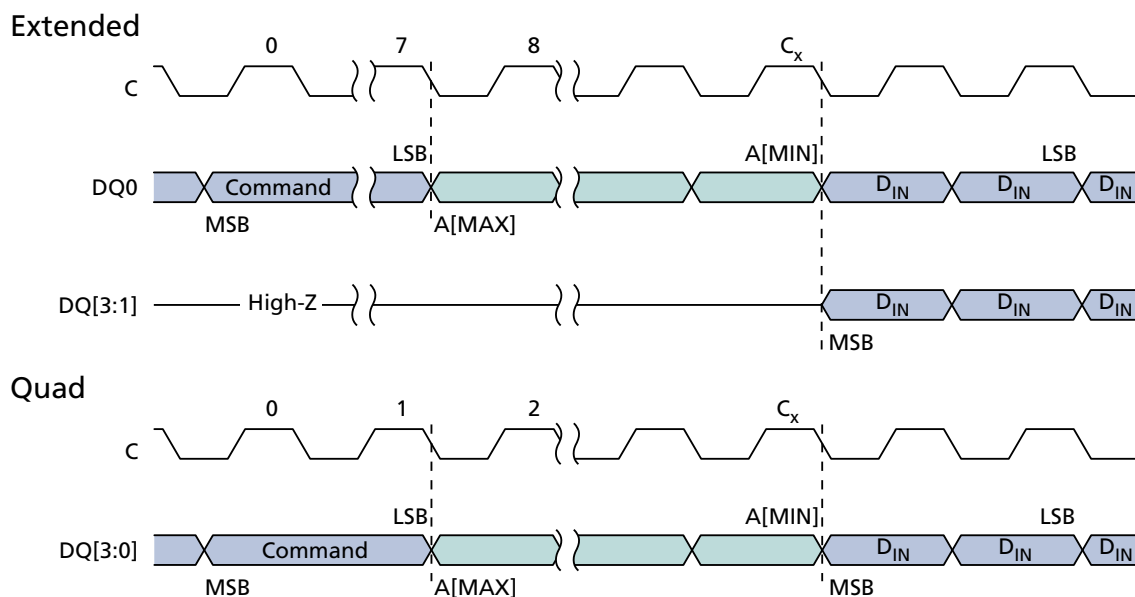 Extended
0 7 8 Cx
C
LSB A[MIN] LSB
DQ0 Command DIN DIN DIN
MSB A[MAX]
DQ[3:1] High-Z DIN DIN DIN
MSB
Quad
0 1 2 Cx
C
LSB A[MIN] LSB
DQ[3:0] Command DIN DIN DIN
MSB A[MAX] MSB